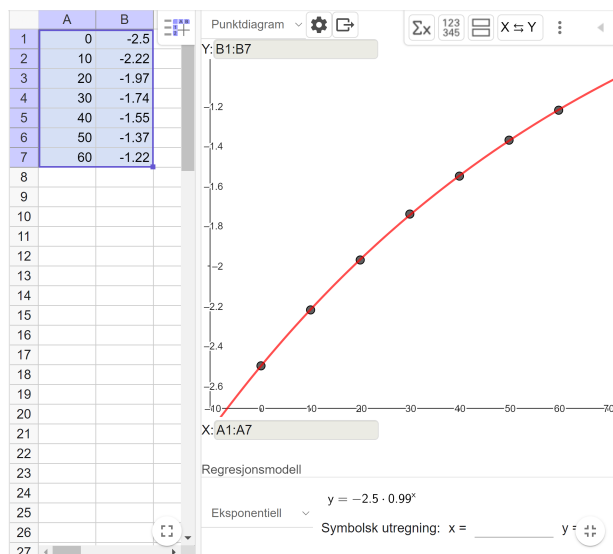 A B
1 0 -2.5
2 10 -2.22
3 20 -1.97
4 30 -1.74
5 40 -1.55
6 50 -1.37
7 60 -1.22
8
9
10
11
12
13
14
15
16
17
18
19
20
21
22
23
24
25
26
27
Punktdiagram
Σx 123 345 X ⇆ Y
Y: B1:B7
-1.2
-1.4
-1.6
-1.8
-2
-2.2
-2.4
-2.6
-10 0 10 20 30 40 50 60 70
X: A1:A7
Regresjonsmodell
y = −2.5 · 0.99ˣ
Eksponentiell
Symbolsk utregning: x = y =